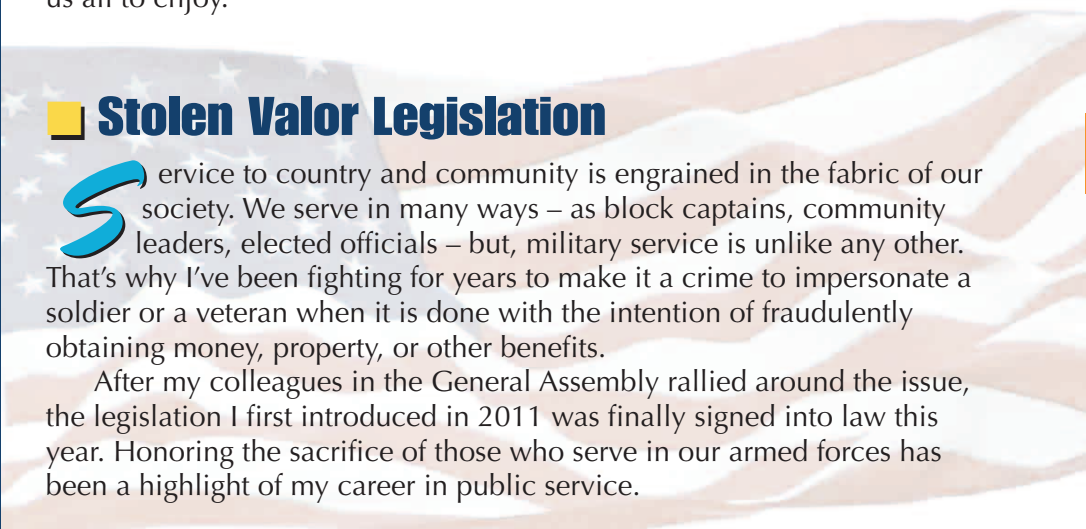 us all to enjoy.
Stolen Valor Legislation
Service to country and community is engrained in the fabric of our
society. We serve in many ways – as block captains, community
leaders, elected officials – but, military service is unlike any other.
That’s why I’ve been fighting for years to make it a crime to impersonate a
soldier or a veteran when it is done with the intention of fraudulently
obtaining money, property, or other benefits.
After my colleagues in the General Assembly rallied around the issue,
the legislation I first introduced in 2011 was finally signed into law this
year. Honoring the sacrifice of those who serve in our armed forces has
been a highlight of my career in public service.